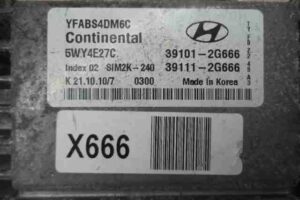 YFABS4DM6C
Continental
5WY4E27C 39101-2G666
Index 02 SIM2K-240 39111-2G666
K 21.10.10/7 0300 Made in Korea
X666